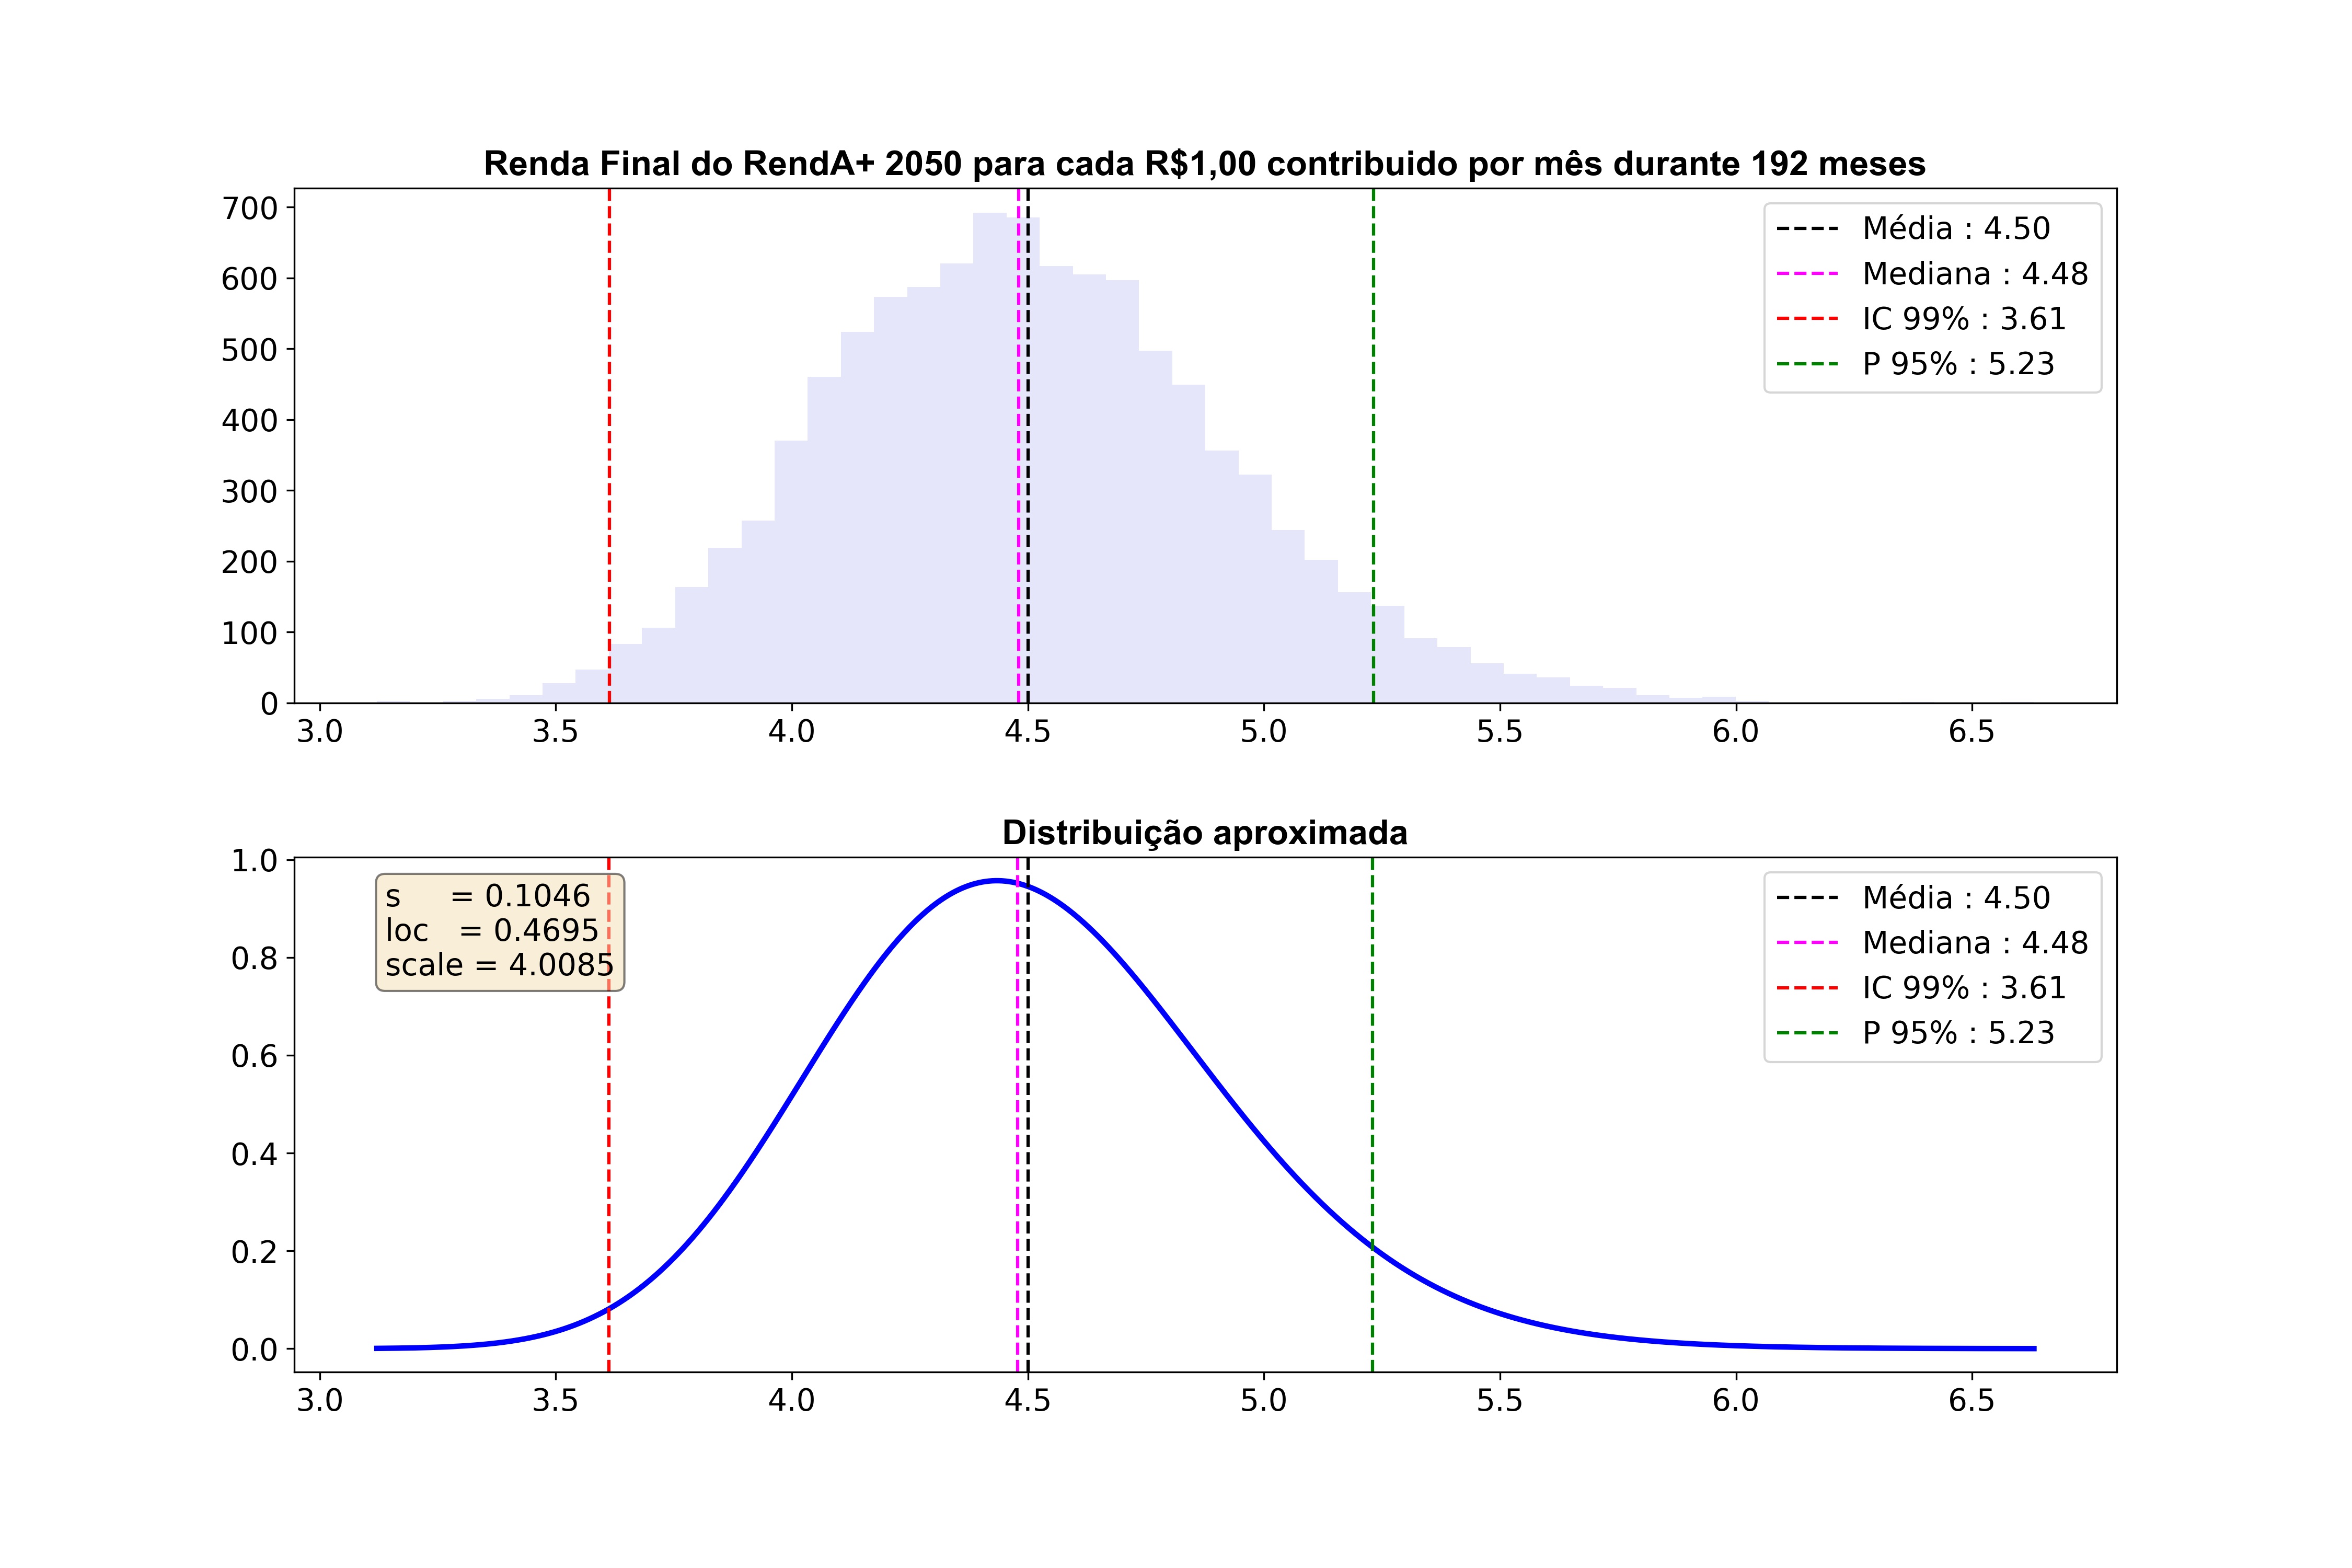 Renda Final do RendA+ 2050 para cada R$1,00 contribuido por mês durante 192 meses
700
600
500
400
300
200
100
0
Média : 4.50
Mediana : 4.48
IC 99% : 3.61
P 95% : 5.23
3.0 3.5 4.0 4.5 5.0 5.5 6.0 6.5
Distribuição aproximada
1.0
0.8
0.6
0.4
0.2
0.0
s = 0.1046
loc = 0.4695
scale = 4.0085
Média : 4.50
Mediana : 4.48
IC 99% : 3.61
P 95% : 5.23
3.0 3.5 4.0 4.5 5.0 5.5 6.0 6.5